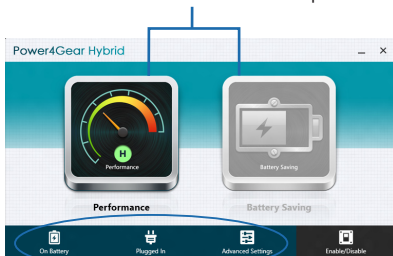 Power4Gear Hybrid
H
Performance
Battery Saving
Performance
Battery Saving
On Battery
Plugged In
Advanced Settings
Enable/Disable